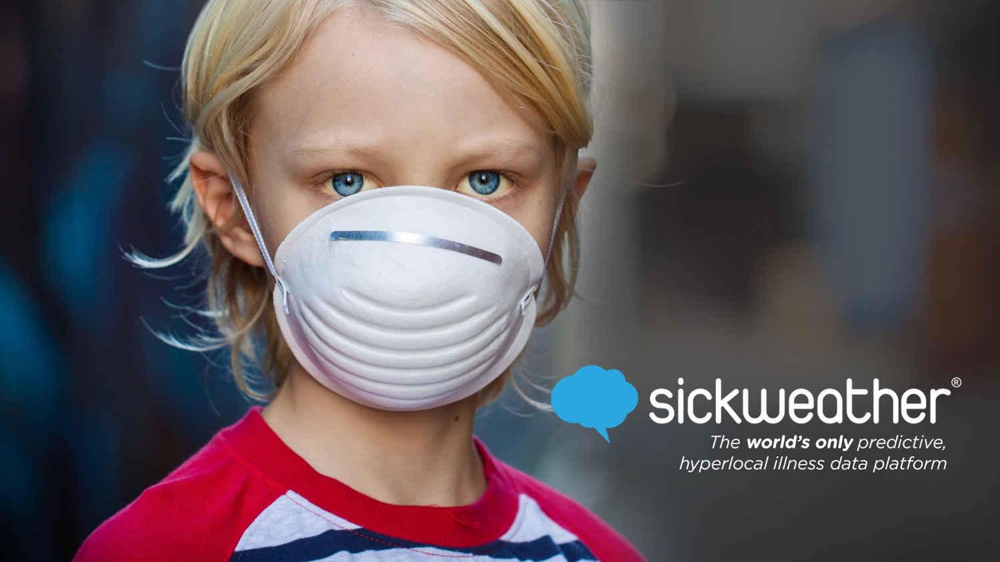 sickweather®
The world's only predictive,
hyperlocal illness data platform